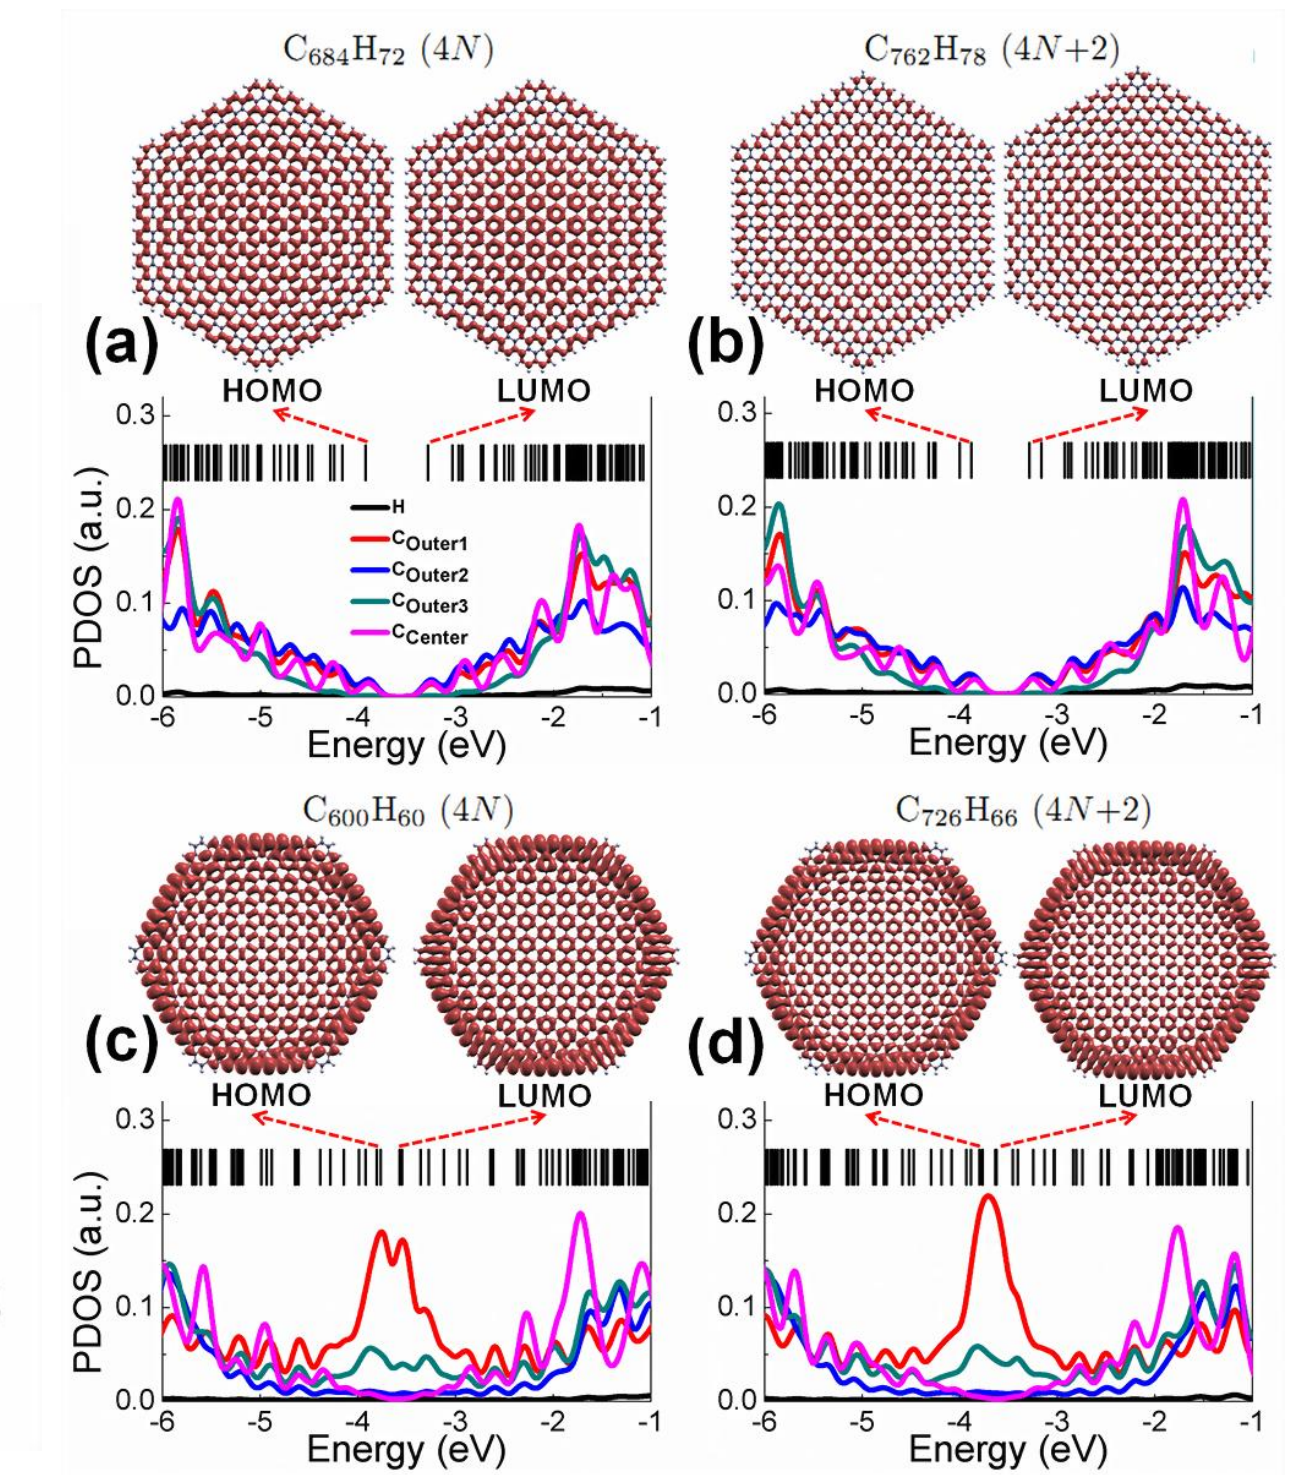 C684H72 (4N)
C762H78 (4N+2)
(a)
(b)
HOMO
LUMO
HOMO
LUMO
0.3
0.2
0.1
0.0
PDOS (a.u.)
H
COuter1
COuter2
COuter3
CCenter
-6 -5 -4 -3 -2 -1
Energy (eV)
0.3
0.2
0.1
0.0
-6 -5 -4 -3 -2 -1
Energy (eV)
C600H60 (4N)
C726H66 (4N+2)
(c)
(d)
HOMO
LUMO
HOMO
LUMO
0.3
0.2
0.1
0.0
PDOS (a.u.)
-6 -5 -4 -3 -2 -1
Energy (eV)
0.3
0.2
0.1
0.0
-6 -5 -4 -3 -2 -1
Energy (eV)